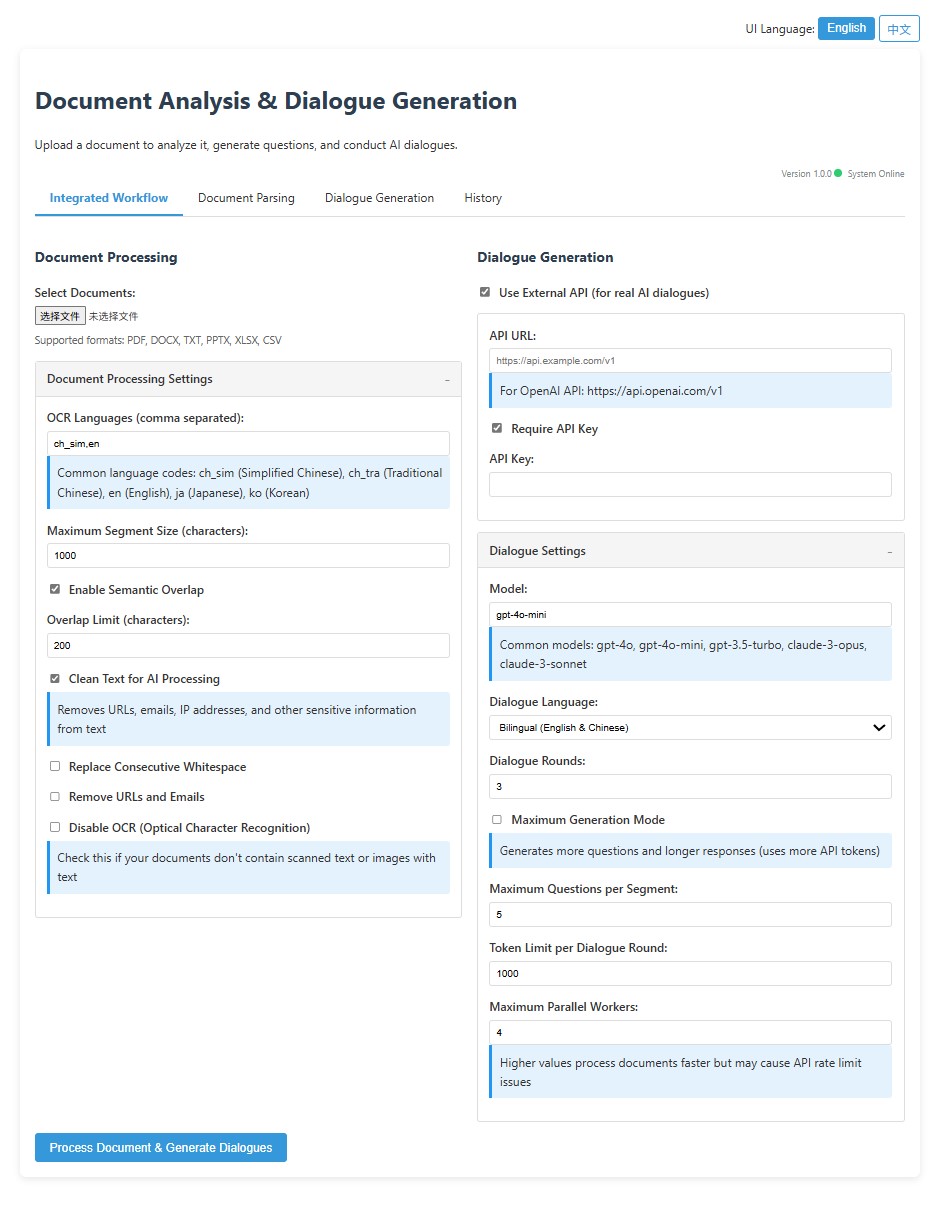 UI Language: English 中文
Document Analysis & Dialogue Generation
Upload a document to analyze it, generate questions, and conduct AI dialogues.
Version 1.0.0 System Online
Integrated Workflow Document Parsing Dialogue Generation History
Document Processing
Select Documents:
选择文件 未选择文件
Supported formats: PDF, DOCX, TXT, PPTX, XLSX, CSV
Document Processing Settings −
OCR Languages (comma separated):
ch_sim,en
Common language codes: ch_sim (Simplified Chinese), ch_tra (Traditional
Chinese), en (English), ja (Japanese), ko (Korean)
Maximum Segment Size (characters):
1000
Enable Semantic Overlap
Overlap Limit (characters):
200
Clean Text for AI Processing
Removes URLs, emails, IP addresses, and other sensitive information
from text
Replace Consecutive Whitespace
Remove URLs and Emails
Disable OCR (Optical Character Recognition)
Check this if your documents don't contain scanned text or images with
text
Dialogue Generation
Use External API (for real AI dialogues)
API URL:
https://api.example.com/v1
For OpenAI API: https://api.openai.com/v1
Require API Key
API Key:
Dialogue Settings −
Model:
gpt-4o-mini
Common models: gpt-4o, gpt-4o-mini, gpt-3.5-turbo, claude-3-opus,
claude-3-sonnet
Dialogue Language:
Bilingual (English & Chinese)
Dialogue Rounds:
3
Maximum Generation Mode
Generates more questions and longer responses (uses more API tokens)
Maximum Questions per Segment:
5
Token Limit per Dialogue Round:
1000
Maximum Parallel Workers:
4
Higher values process documents faster but may cause API rate limit
issues
Process Document & Generate Dialogues